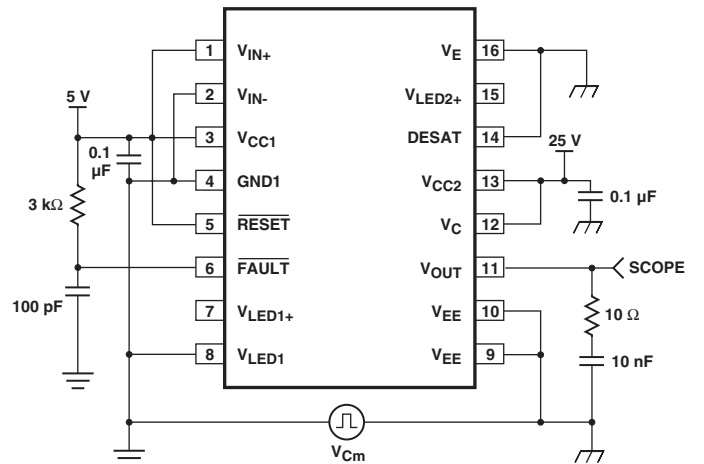 1 V_IN+
2 V_IN-
3 V_CC1
4 GND1
5 R̅E̅S̅E̅T̅
6 F̅A̅U̅L̅T̅
7 V_LED1+
8 V_LED1
V_E 16
V_LED2+ 15
DESAT 14
V_CC2 13
V_C 12
V_OUT 11
V_EE 10
V_EE 9
5 V
0.1
µF
3 kΩ
100 pF
25 V
0.1 µF
SCOPE
10 Ω
10 nF
V_Cm